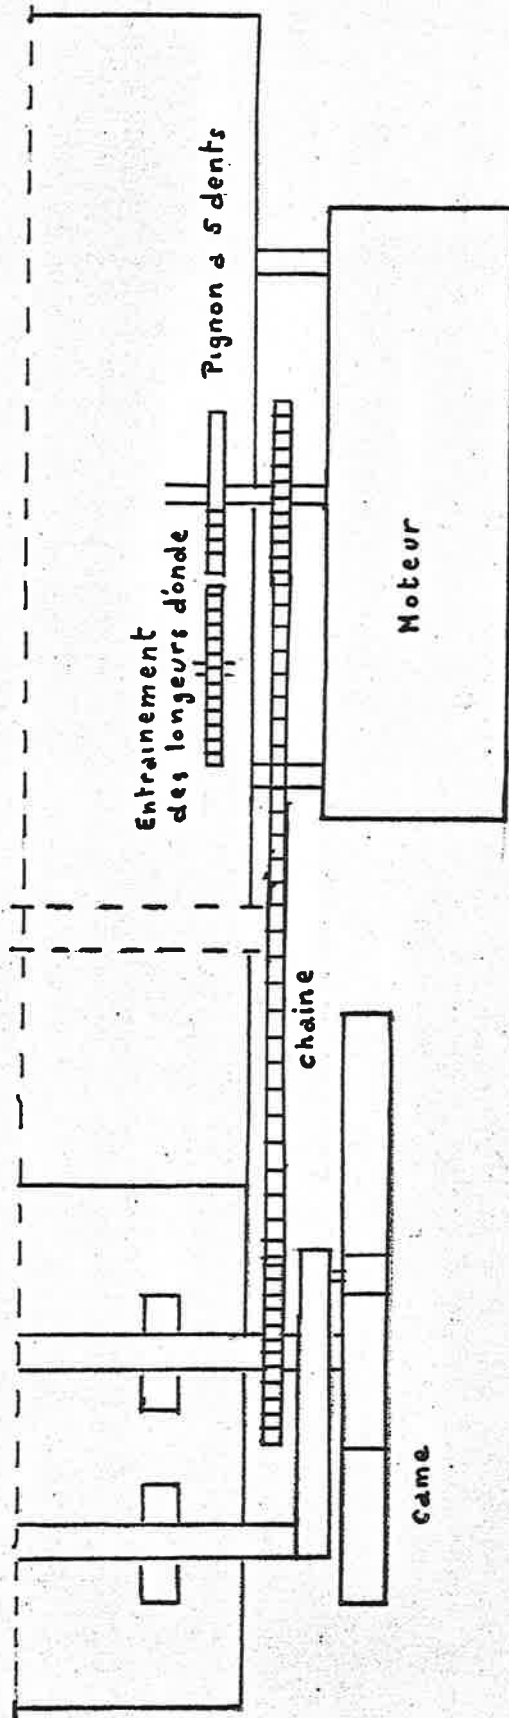 Pignon à 5 dents
Entrainement
des longeurs d'onde
Moteur
chaine
came